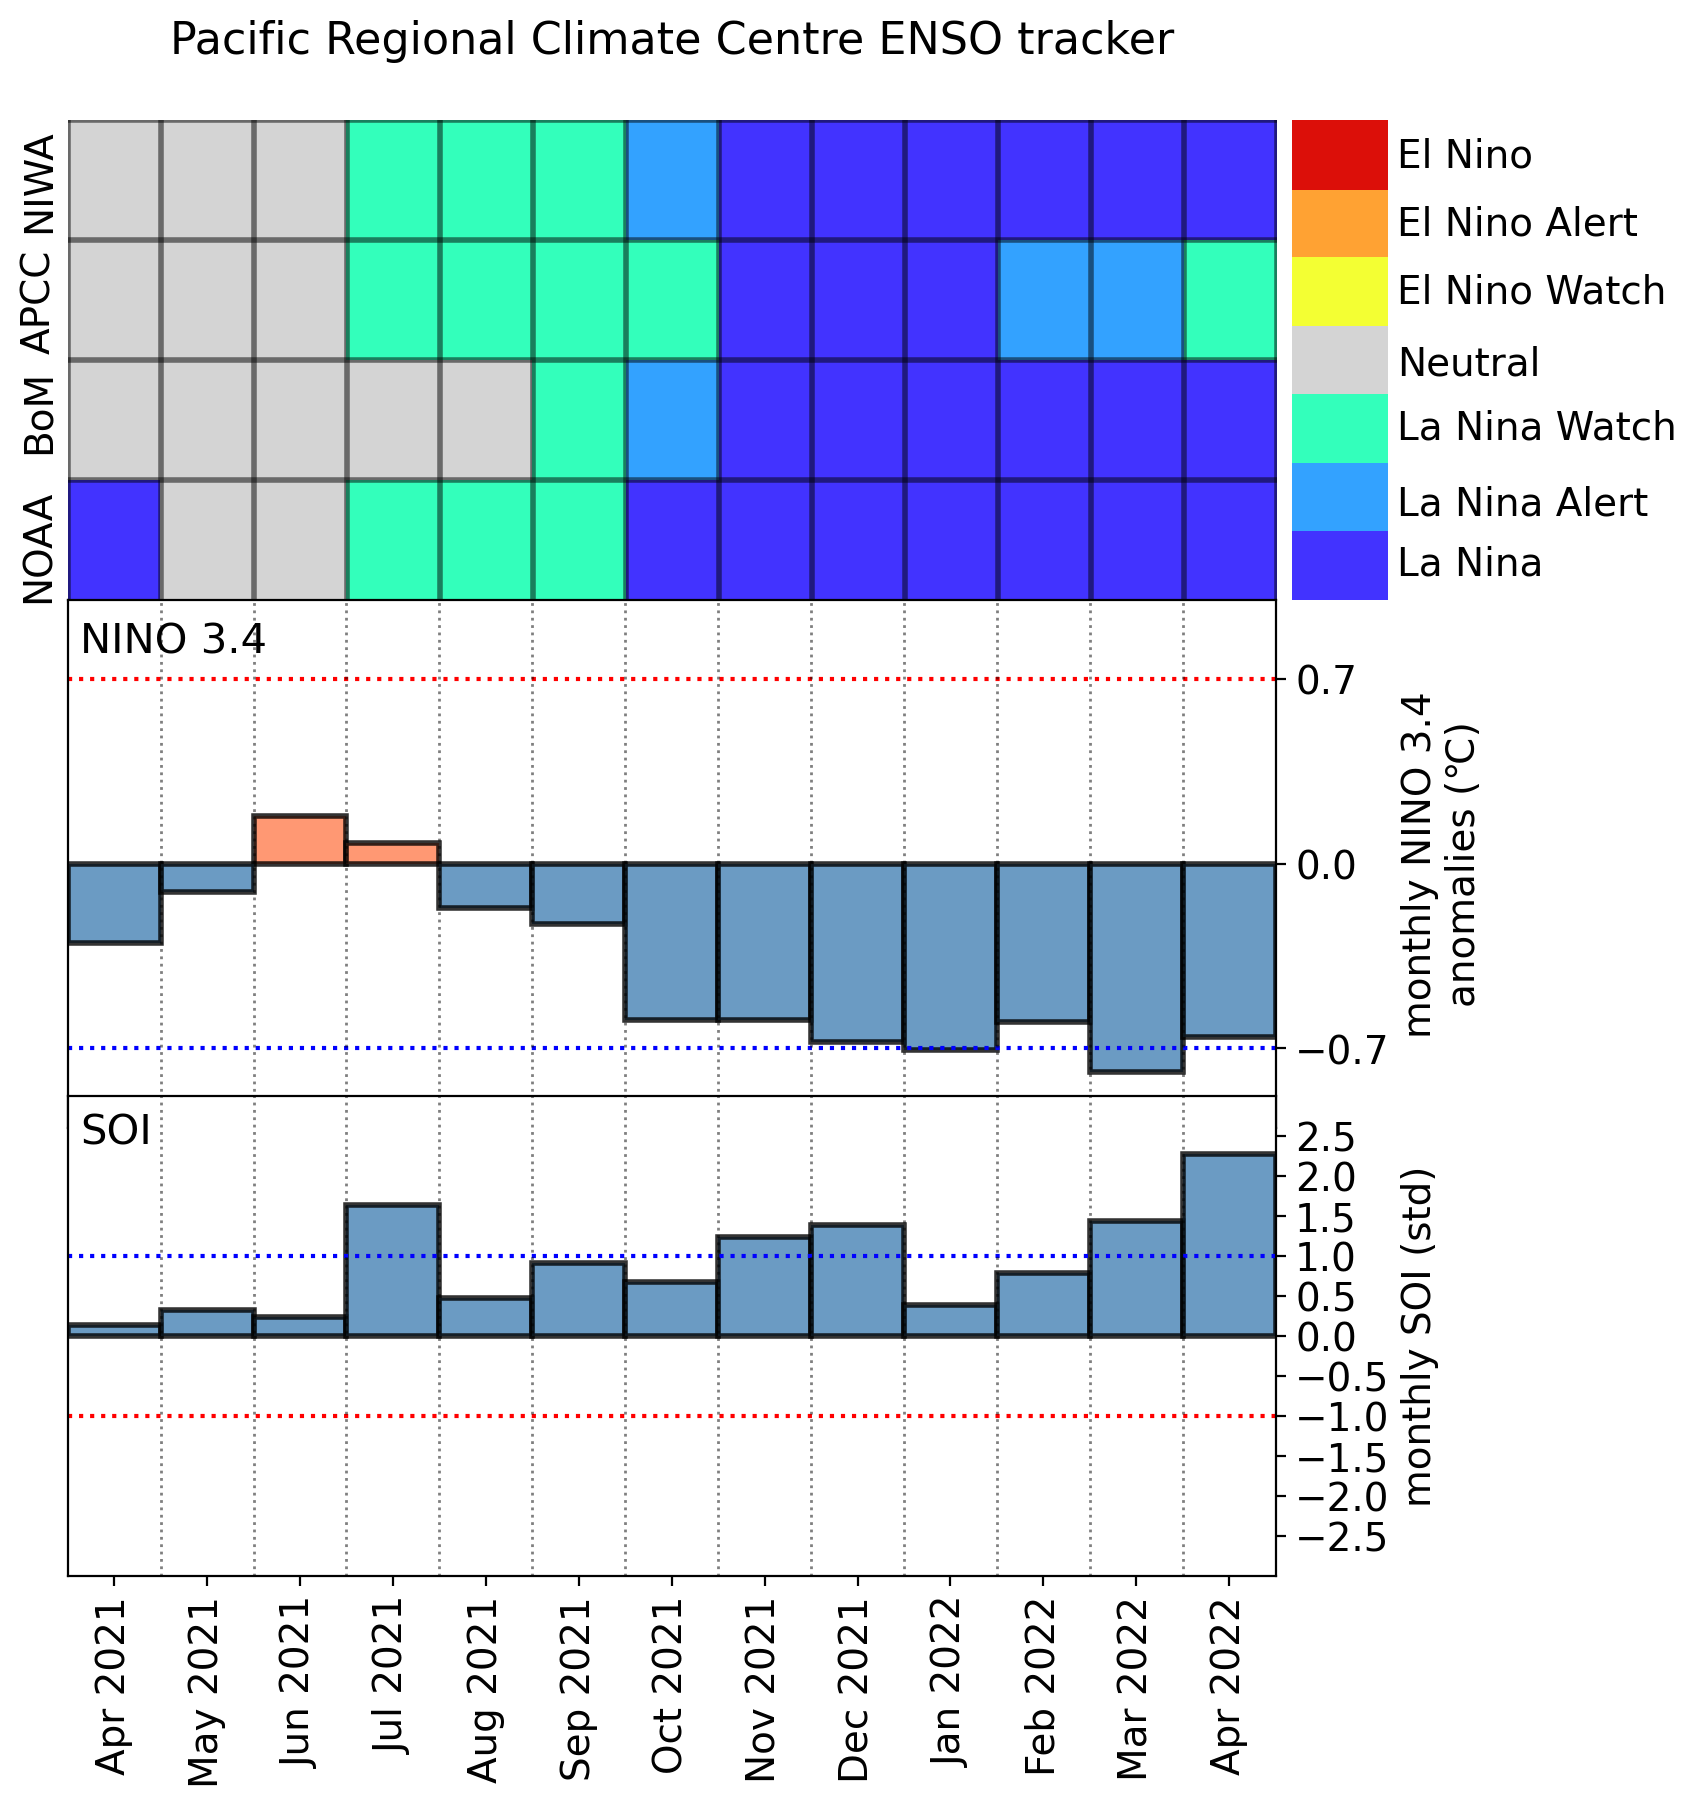 Pacific Regional Climate Centre ENSO tracker
NIWA
APCC
BoM
NOAA
El Nino
El Nino Alert
El Nino Watch
Neutral
La Nina Watch
La Nina Alert
La Nina
NINO 3.4
0.7
0.0
−0.7
monthly NINO 3.4
anomalies (°C)
SOI
2.5
2.0
1.5
1.0
0.5
0.0
−0.5
−1.0
−1.5
−2.0
−2.5
monthly SOI (std)
Apr 2021
May 2021
Jun 2021
Jul 2021
Aug 2021
Sep 2021
Oct 2021
Nov 2021
Dec 2021
Jan 2022
Feb 2022
Mar 2022
Apr 2022